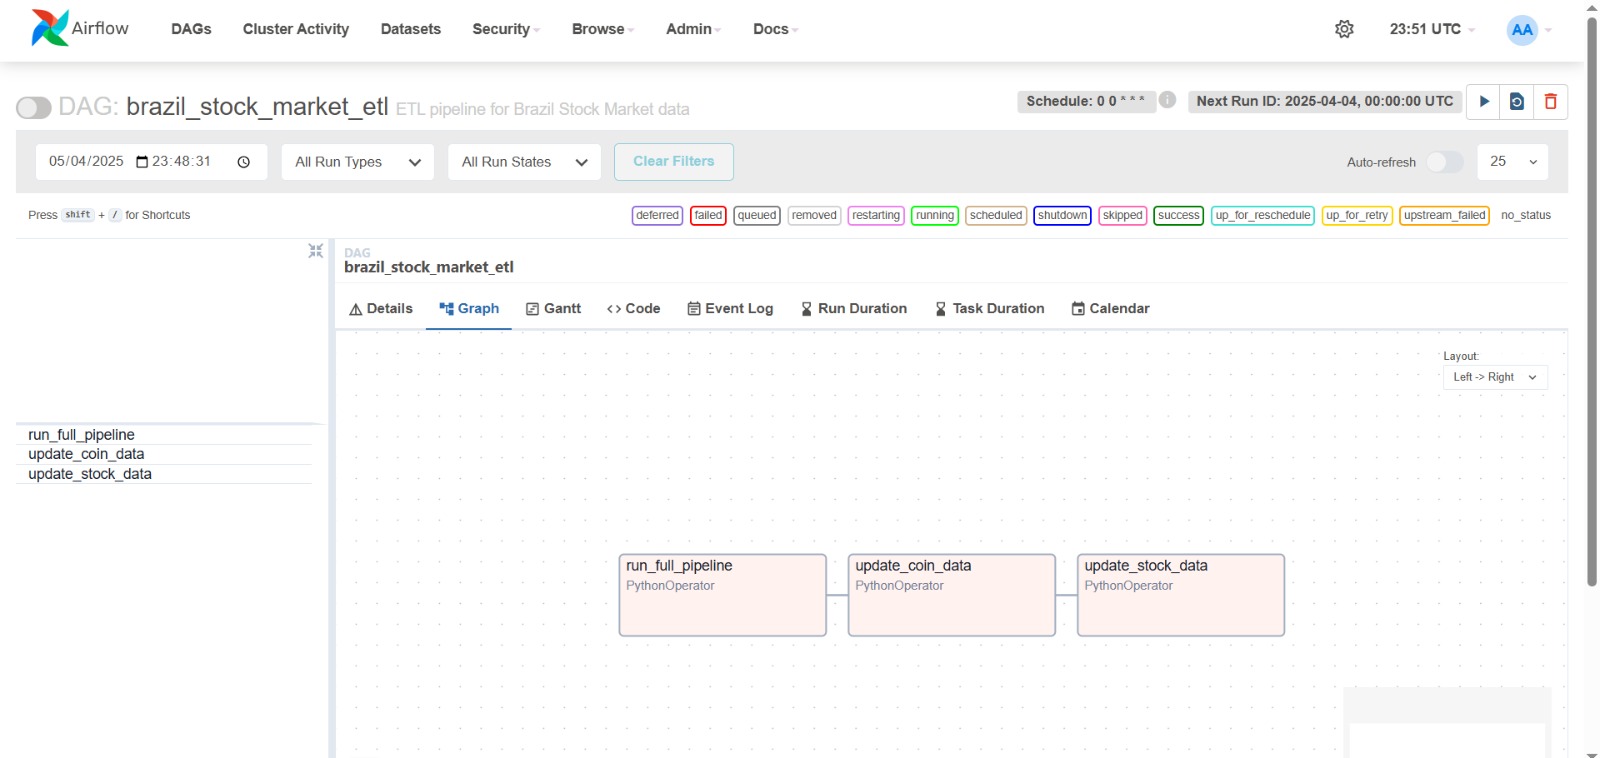 Airflow DAGs Cluster Activity Datasets Security Browse Admin Docs 23:51 UTC AA
DAG: brazil_stock_market_etl ETL pipeline for Brazil Stock Market data Schedule: 0 0 * * * Next Run ID: 2025-04-04, 00:00:00 UTC
05/04/2025 23:48:31 All Run Types All Run States Clear Filters Auto-refresh 25
Press shift + / for Shortcuts deferred failed queued removed restarting running scheduled shutdown skipped success up_for_reschedule up_for_retry upstream_failed no_status
DAG
brazil_stock_market_etl
Details Graph Gantt Code Event Log Run Duration Task Duration Calendar
Layout:
Left -> Right
run_full_pipeline
update_coin_data
update_stock_data
run_full_pipeline
PythonOperator
update_coin_data
PythonOperator
update_stock_data
PythonOperator